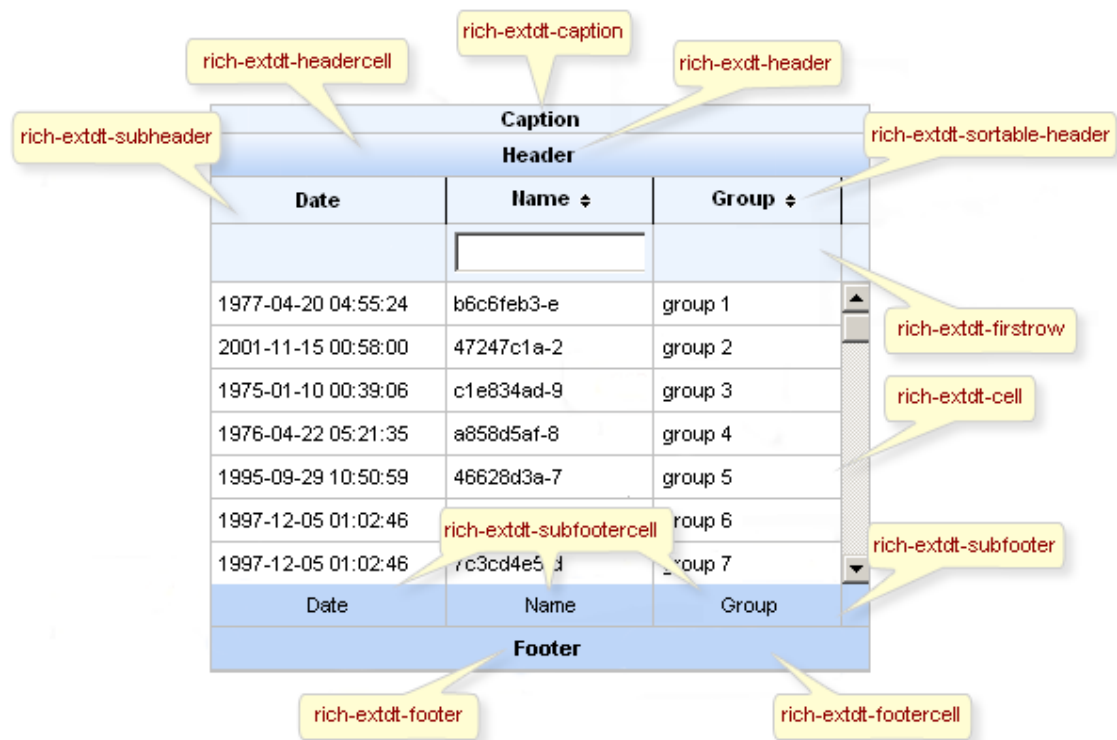 rich-extdt-caption
rich-extdt-headercell
rich-exdt-header
rich-extdt-subheader
rich-extdt-sortable-header
Caption
Header
Date Name Group
rich-extdt-firstrow
1977-04-20 04:55:24 b6c6feb3-e group 1
2001-11-15 00:58:00 47247c1a-2 group 2
1975-01-10 00:39:06 c1e834ad-9 group 3
rich-extdt-cell
1976-04-22 05:21:35 a858d5af-8 group 4
1995-09-29 10:50:59 46628d3a-7 group 5
1997-12-05 01:02:46 group 6
rich-extdt-subfootercell
rich-extdt-subfooter
1997-12-05 01:02:46 group 7
Date Name Group
Footer
rich-extdt-footer
rich-extdt-footercell